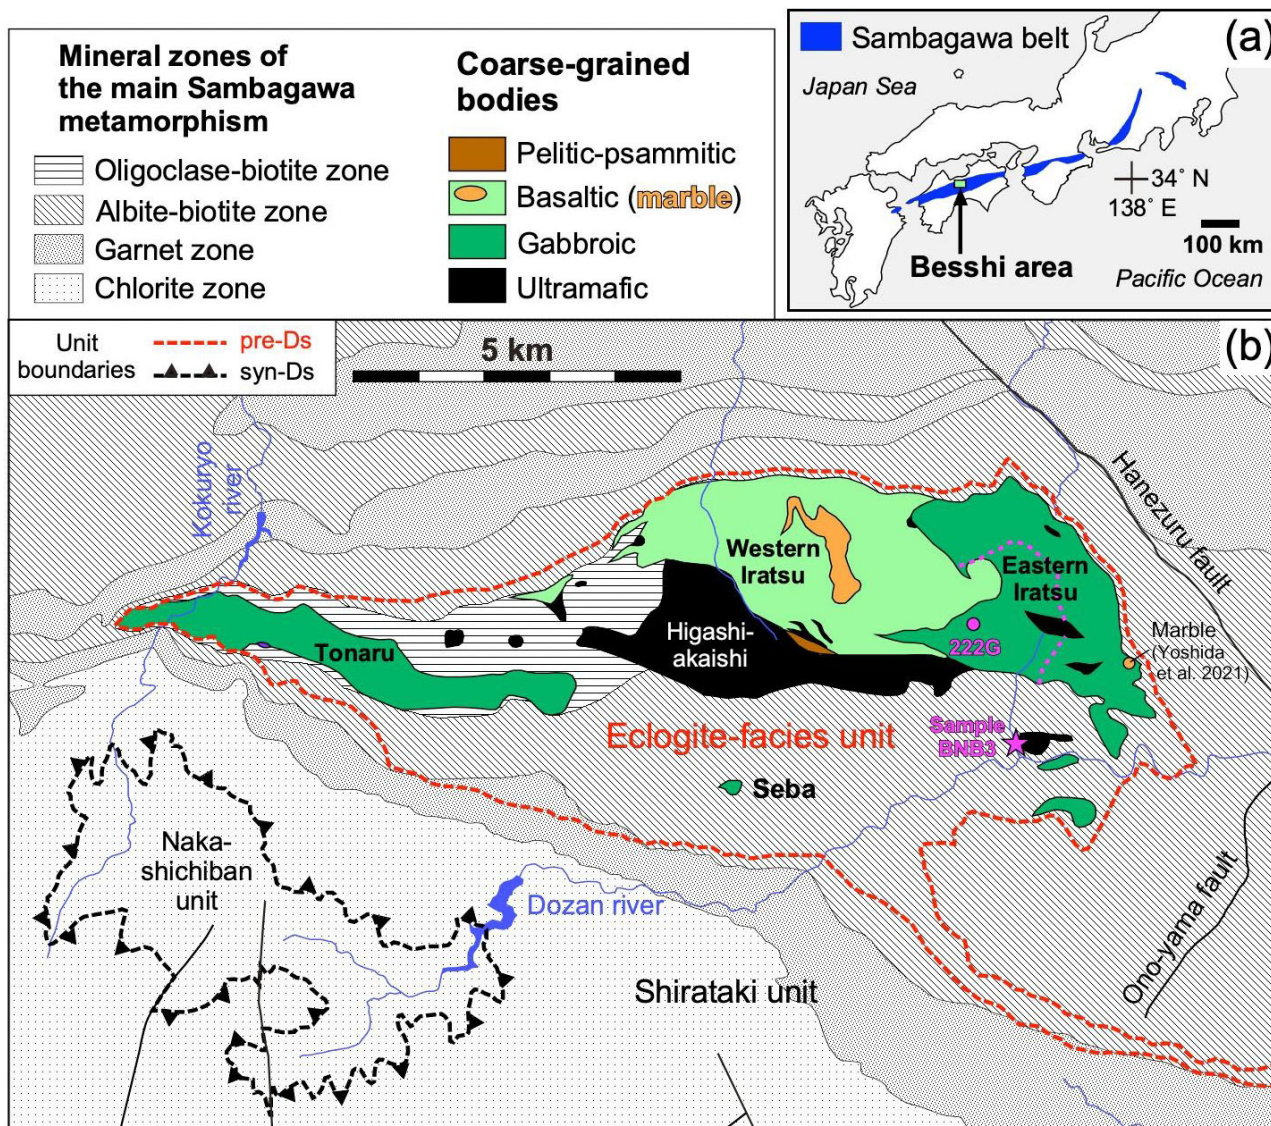 Mineral zones of
the main Sambagawa
metamorphism
Oligoclase-biotite zone
Albite-biotite zone
Garnet zone
Chlorite zone
Coarse-grained
bodies
Pelitic-psammitic
Basaltic (marble)
Gabbroic
Ultramafic
(a)
Sambagawa belt
Japan Sea
34° N
138° E
100 km
Besshi area
Pacific Ocean
(b)
Unit
boundaries
pre-Ds
syn-Ds
5 km
Kokuryo
river
Hanezuru fault
Western
Iratsu
Eastern
Iratsu
Tonaru
Higashi-
akaishi
222G
Marble
(Yoshida
et al. 2021)
Eclogite-facies unit
Sample
BNB3
Seba
Naka-
shichiban
unit
Dozan river
Shirataki unit
Ono-yama fault